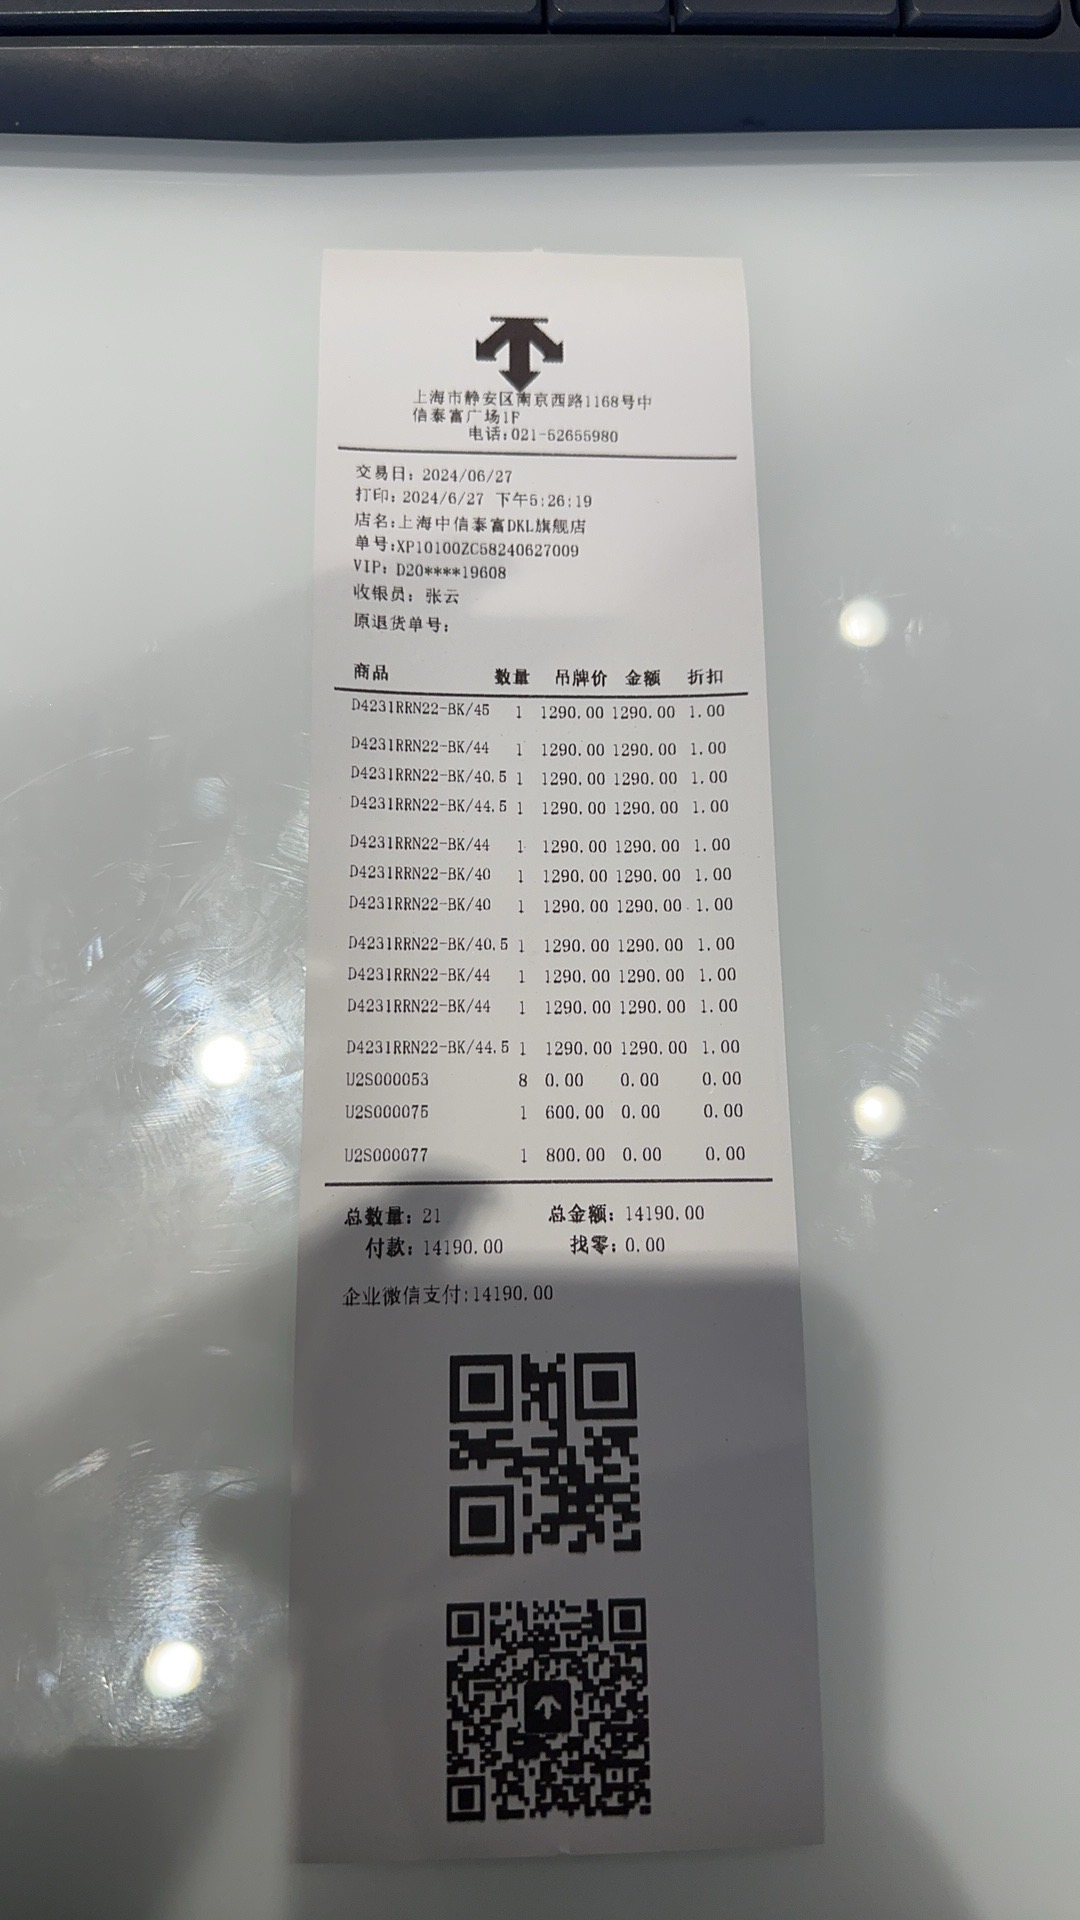 上海市静安区南京西路1168号中
信泰富广场1F
电话:021-52655980
交易日: 2024/06/27
打印: 2024/6/27 下午5:26:19
店名:上海中信泰富DKL旗舰店
单号:XP10100ZC58240627009
VIP: D20****19608
收银员: 张云
原退货单号:
商品 数量 吊牌价 金额 折扣
D4231RRN22-BK/45 1 1290.00 1290.00 1.00
D4231RRN22-BK/44 1 1290.00 1290.00 1.00
D4231RRN22-BK/40.5 1 1290.00 1290.00 1.00
D4231RRN22-BK/44.5 1 1290.00 1290.00 1.00
D4231RRN22-BK/44 1 1290.00 1290.00 1.00
D4231RRN22-BK/40 1 1290.00 1290.00 1.00
D4231RRN22-BK/40 1 1290.00 1290.00 1.00
D4231RRN22-BK/40.5 1 1290.00 1290.00 1.00
D4231RRN22-BK/44 1 1290.00 1290.00 1.00
D4231RRN22-BK/44 1 1290.00 1290.00 1.00
D4231RRN22-BK/44.5 1 1290.00 1290.00 1.00
U2S000053 8 0.00 0.00 0.00
U2S000075 1 600.00 0.00 0.00
U2S000077 1 800.00 0.00 0.00
总数量: 21 总金额: 14190.00
付款: 14190.00 找零: 0.00
企业微信支付:14190.00